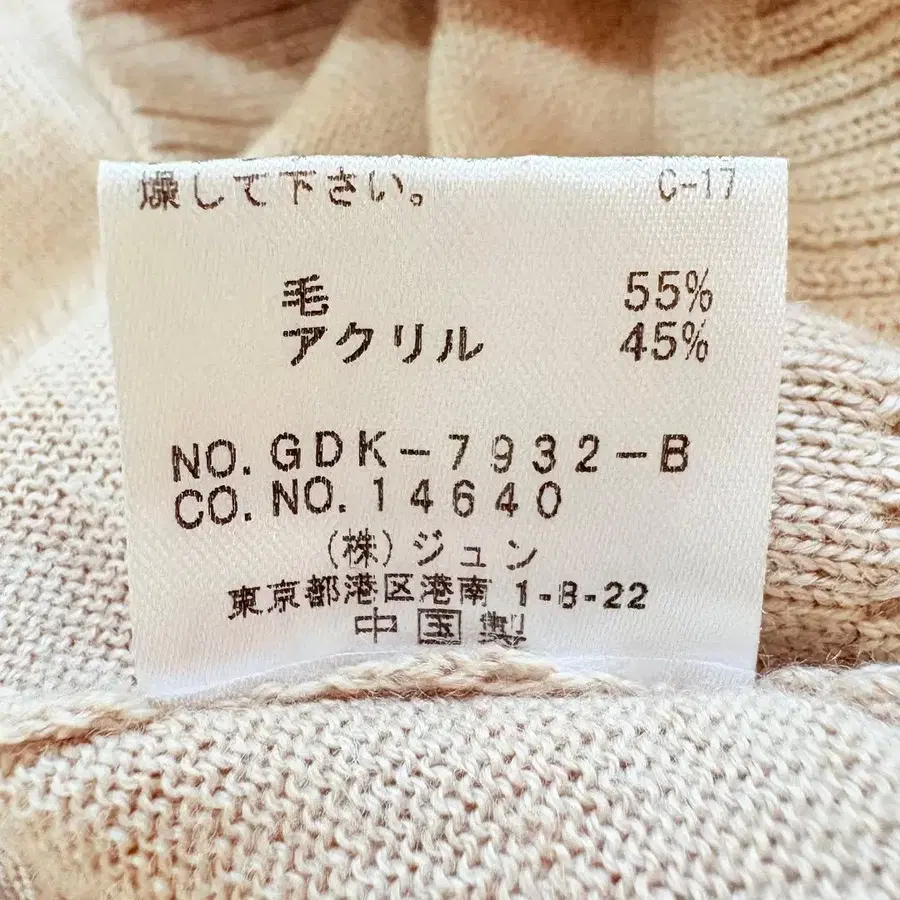 燥して下さい。 C-17
毛 55%
アクリル 45%
NO. GDK-7932-B
CO. NO. 14640
(株)ジュン
東京都港区港南 1-8-22
中国製